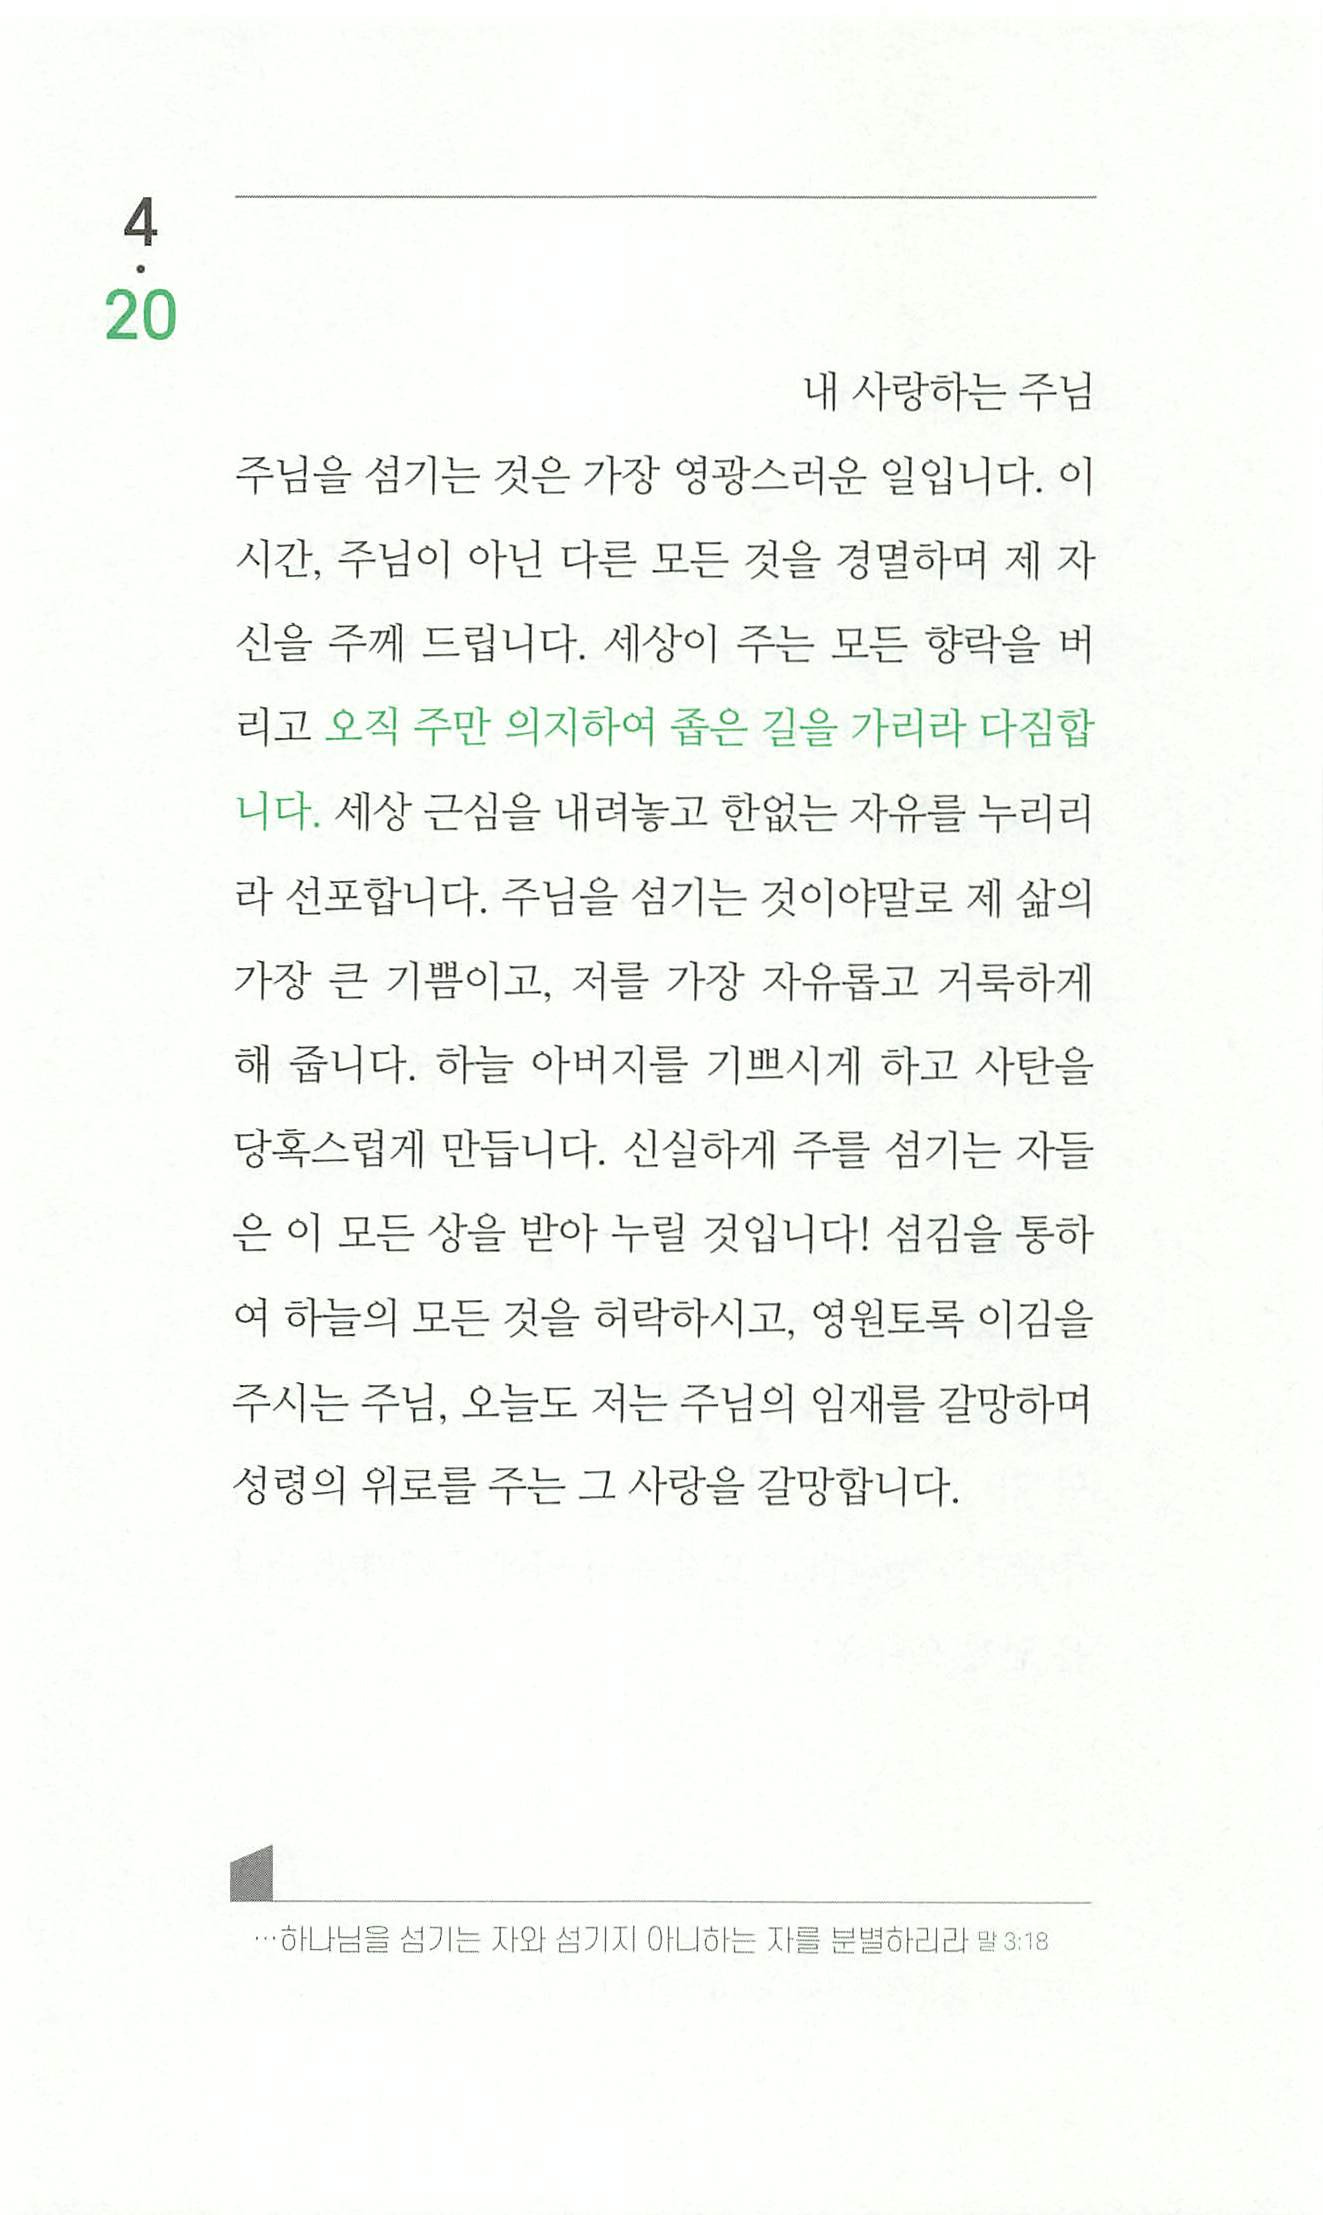 4
·
20
내 사랑하는 주님
주님을 섬기는 것은 가장 영광스러운 일입니다. 이
시간, 주님이 아닌 다른 모든 것을 경멸하며 제 자
신을 주께 드립니다. 세상이 주는 모든 향락을 버
리고 오직 주만 의지하여 좁은 길을 가리라 다짐합
니다. 세상 근심을 내려놓고 한없는 자유를 누리리
라 선포합니다. 주님을 섬기는 것이야말로 제 삶의
가장 큰 기쁨이고, 저를 가장 자유롭고 거룩하게
해 줍니다. 하늘 아버지를 기쁘시게 하고 사탄을
당혹스럽게 만듭니다. 신실하게 주를 섬기는 자들
은 이 모든 상을 받아 누릴 것입니다! 섬김을 통하
여 하늘의 모든 것을 허락하시고, 영원토록 이김을
주시는 주님, 오늘도 저는 주님의 임재를 갈망하며
성령의 위로를 주는 그 사랑을 갈망합니다.
…하나님을 섬기는 자와 섬기지 아니하는 자를 분별하리라 말 3:18